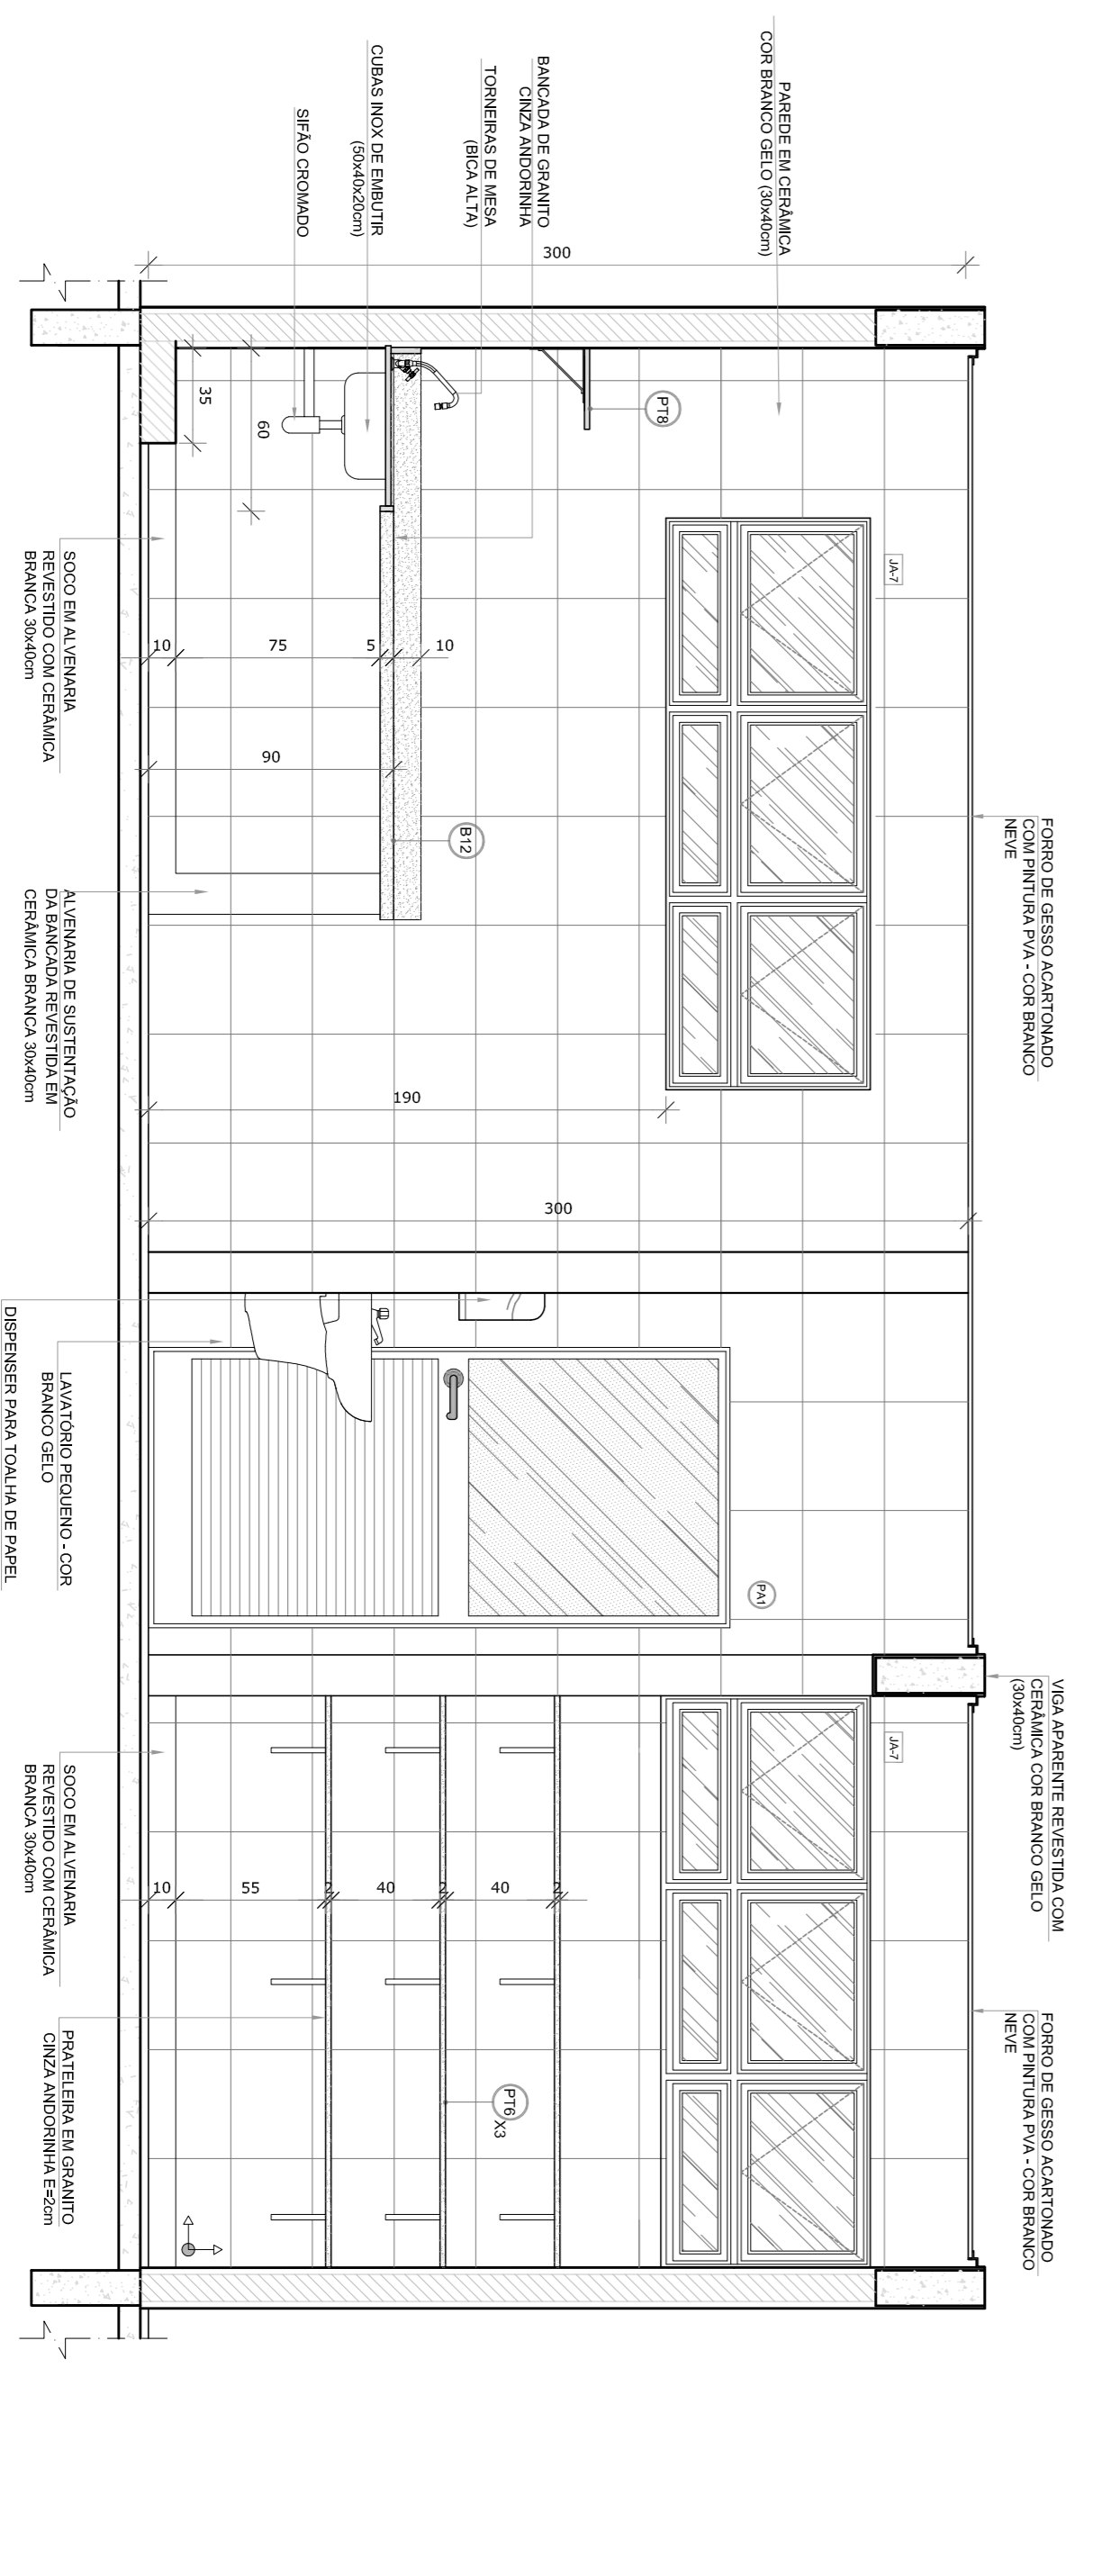 PAREDE EM CERÂMICA
COR BRANCO GELO (30x40cm)
BANCADA DE GRANITO
CINZA ANDORINHA
TORNEIRAS DE MESA
(BICA ALTA)
CUBAS INOX DE EMBUTIR
(50x40x20cm)
SIFÃO CROMADO
300
FORRO DE GESSO ACARTONADO
COM PINTURA PVA - COR BRANCO
NEVE
VIGA APARENTE REVESTIDA COM
CERÂMICA COR BRANCO GELO
(30x40cm)
FORRO DE GESSO ACARTONADO
COM PINTURA PVA - COR BRANCO
NEVE
JA-7
JA-7
PT8
PA1
B12
PT6
X3
35
60
10
75
5
10
90
190
300
10
55
2
40
2
40
2
SOCO EM ALVENARIA
REVESTIDO COM CERÂMICA
BRANCA 30x40cm
ALVENARIA DE SUSTENTAÇÃO
DA BANCADA REVESTIDA EM
CERÂMICA BRANCA 30x40cm
LAVATÓRIO PEQUENO - COR
BRANCO GELO
DISPENSER PARA TOALHA DE PAPEL
SOCO EM ALVENARIA
REVESTIDO COM CERÂMICA
BRANCA 30x40cm
PRATELEIRA EM GRANITO
CINZA ANDORINHA E=2cm